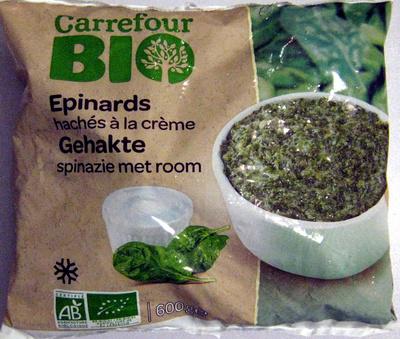 Carrefour
BIO
Epinards
hachés à la crème
Gehakte
spinazie met room
AB
600